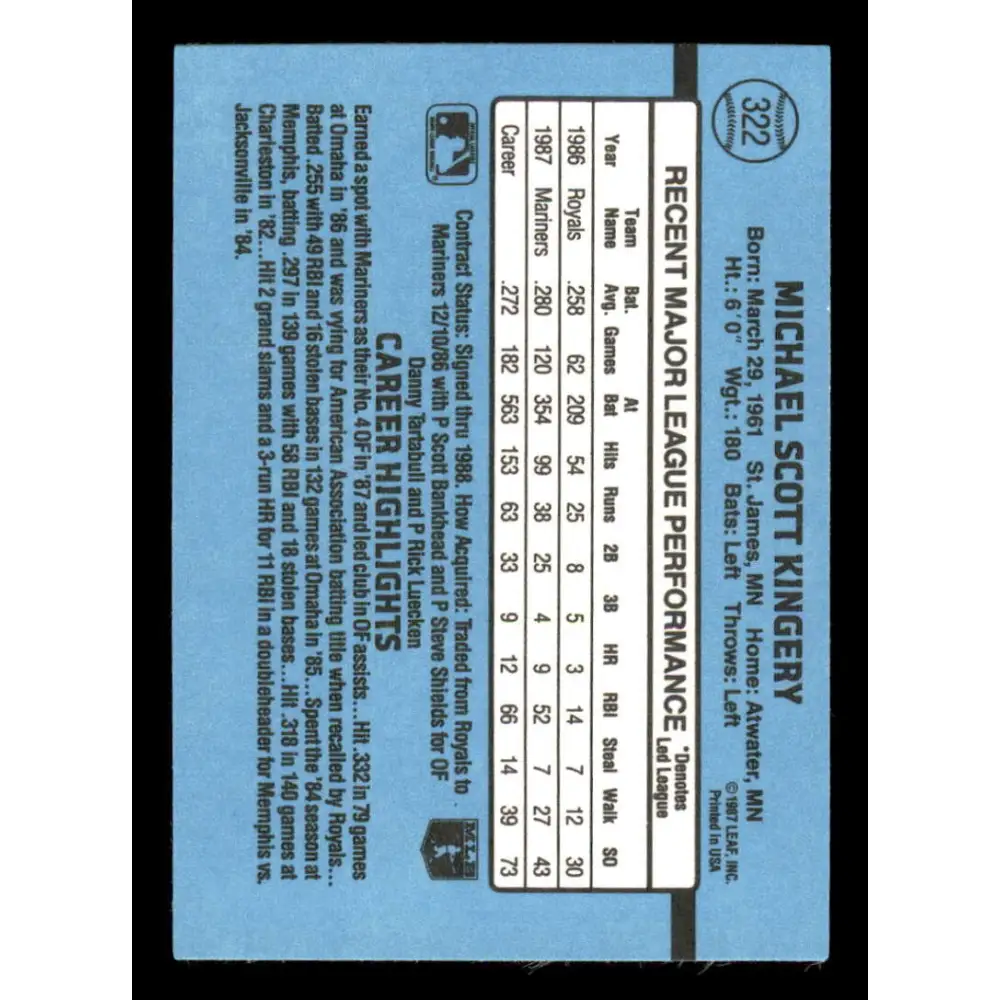 322
MICHAEL SCOTT KINGERY
Born: March 29, 1961 St. James, MN Home: Atwater, MN
Ht.: 6'0" Wgt.: 180 Bats: Left Throws: Left
©1987 LEAF, INC.
Printed in USA
RECENT MAJOR LEAGUE PERFORMANCE *Denotes Led League
Year Team Name Bat. Avg. Games At Bat Hits Runs 2B 3B HR RBI Steal Walk SO
1986 Royals .258 62 209 54 25 8 5 3 14 7 12 30
1987 Mariners .280 120 354 99 38 25 4 9 52 7 27 43
Career .272 182 563 153 63 33 9 12 66 14 39 73
Contract Status: Signed thru 1988. How Acquired: Traded from Royals to
Mariners 12/10/86 with P Scott Bankhead and P Steve Shields for OF
Danny Tartabull and P Rick Luecken
MLB
CAREER HIGHLIGHTS
Earned a spot with Mariners as their No. 4 OF in '87 and led club in OF assists...Hit .332 in 79 games
at Omaha in '86 and was vying for American Association batting title when recalled by Royals...
Batted .255 with 49 RBI and 16 stolen bases in 132 games at Omaha in '85...Spent the '84 season at
Memphis, batting .297 in 139 games with 58 RBI and 18 stolen bases...Hit .318 in 140 games at
Charleston in '82...Hit 2 grand slams and a 3-run HR for 11 RBI in a doubleheader for Memphis vs.
Jacksonville in '84.